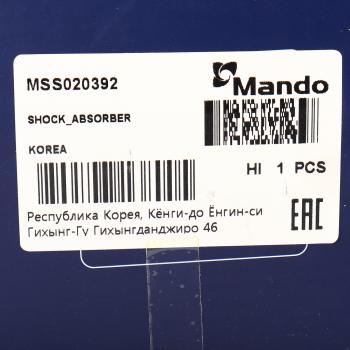 MSS020392
Mando
SHOCK_ABSORBER
KOREA
HI 1 PCS
Республика Корея, Кёнги-до Ёнгин-си
Гихынг-Гу Гихынгданджиро 46
EAC